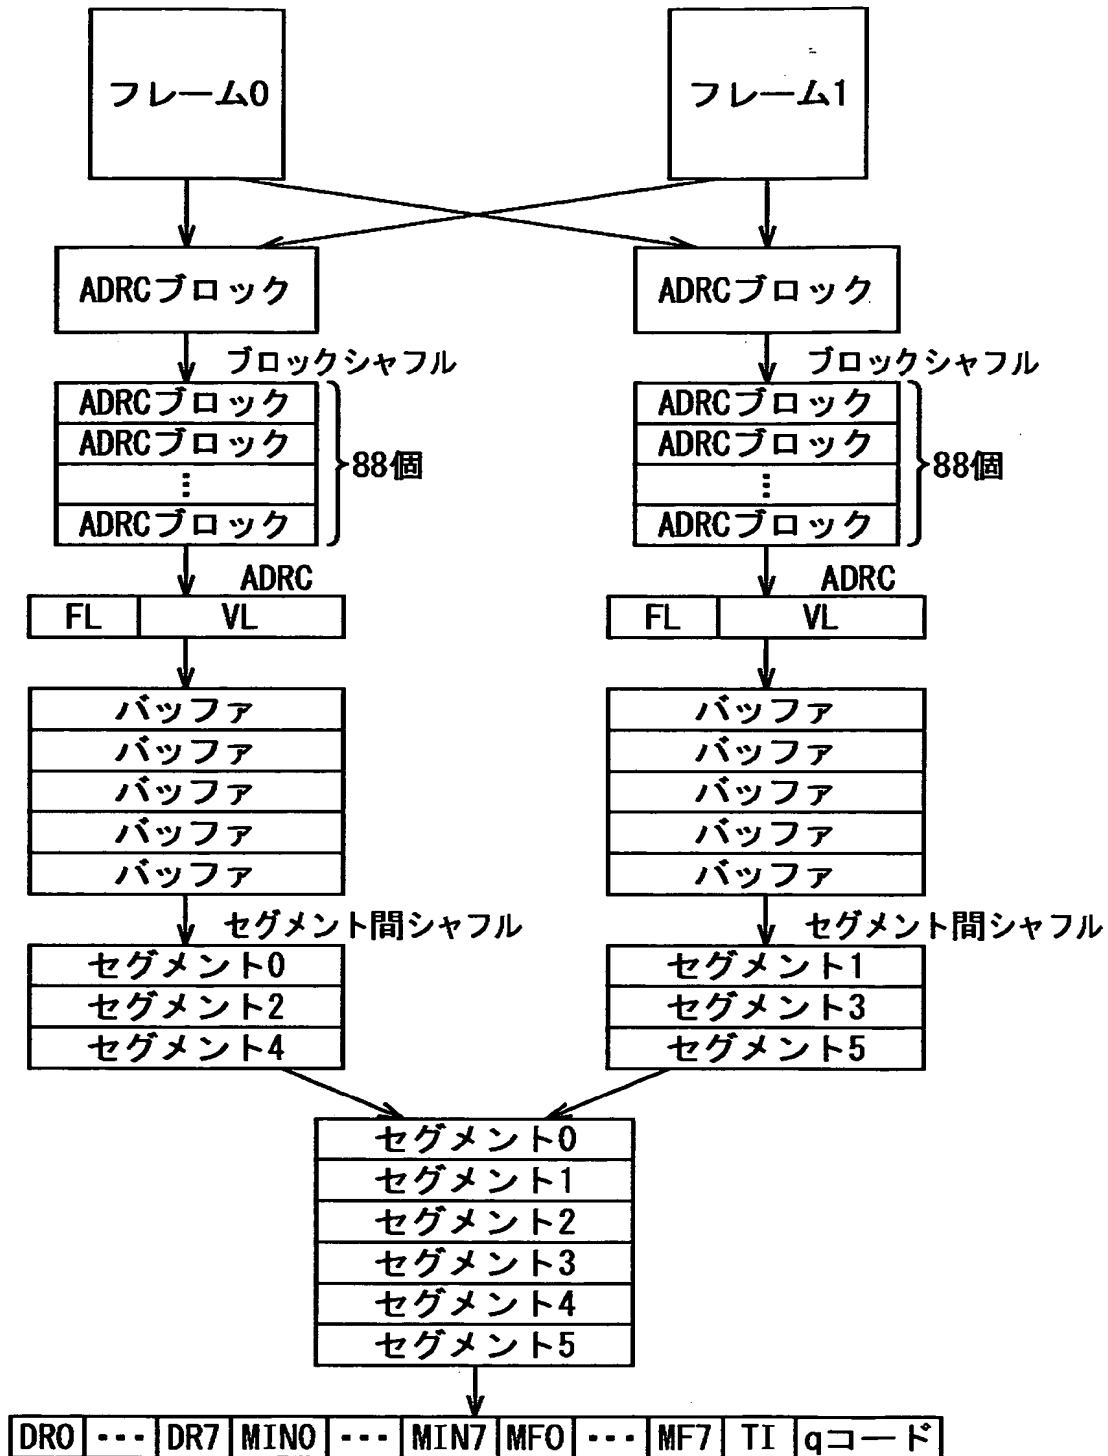 フレーム0
フレーム1
ADRCブロック
ADRCブロック
ブロックシャフル
ブロックシャフル
ADRCブロック
ADRCブロック
⋮
ADRCブロック
88個
ADRCブロック
ADRCブロック
⋮
ADRCブロック
88個
ADRC
ADRC
FL VL
FL VL
バッファ
バッファ
バッファ
バッファ
バッファ
バッファ
バッファ
バッファ
バッファ
バッファ
セグメント間シャフル
セグメント間シャフル
セグメント0
セグメント2
セグメント4
セグメント1
セグメント3
セグメント5
セグメント0
セグメント1
セグメント2
セグメント3
セグメント4
セグメント5
DR0 ··· DR7 MIN0 ··· MIN7 MF0 ··· MF7 TI qコード